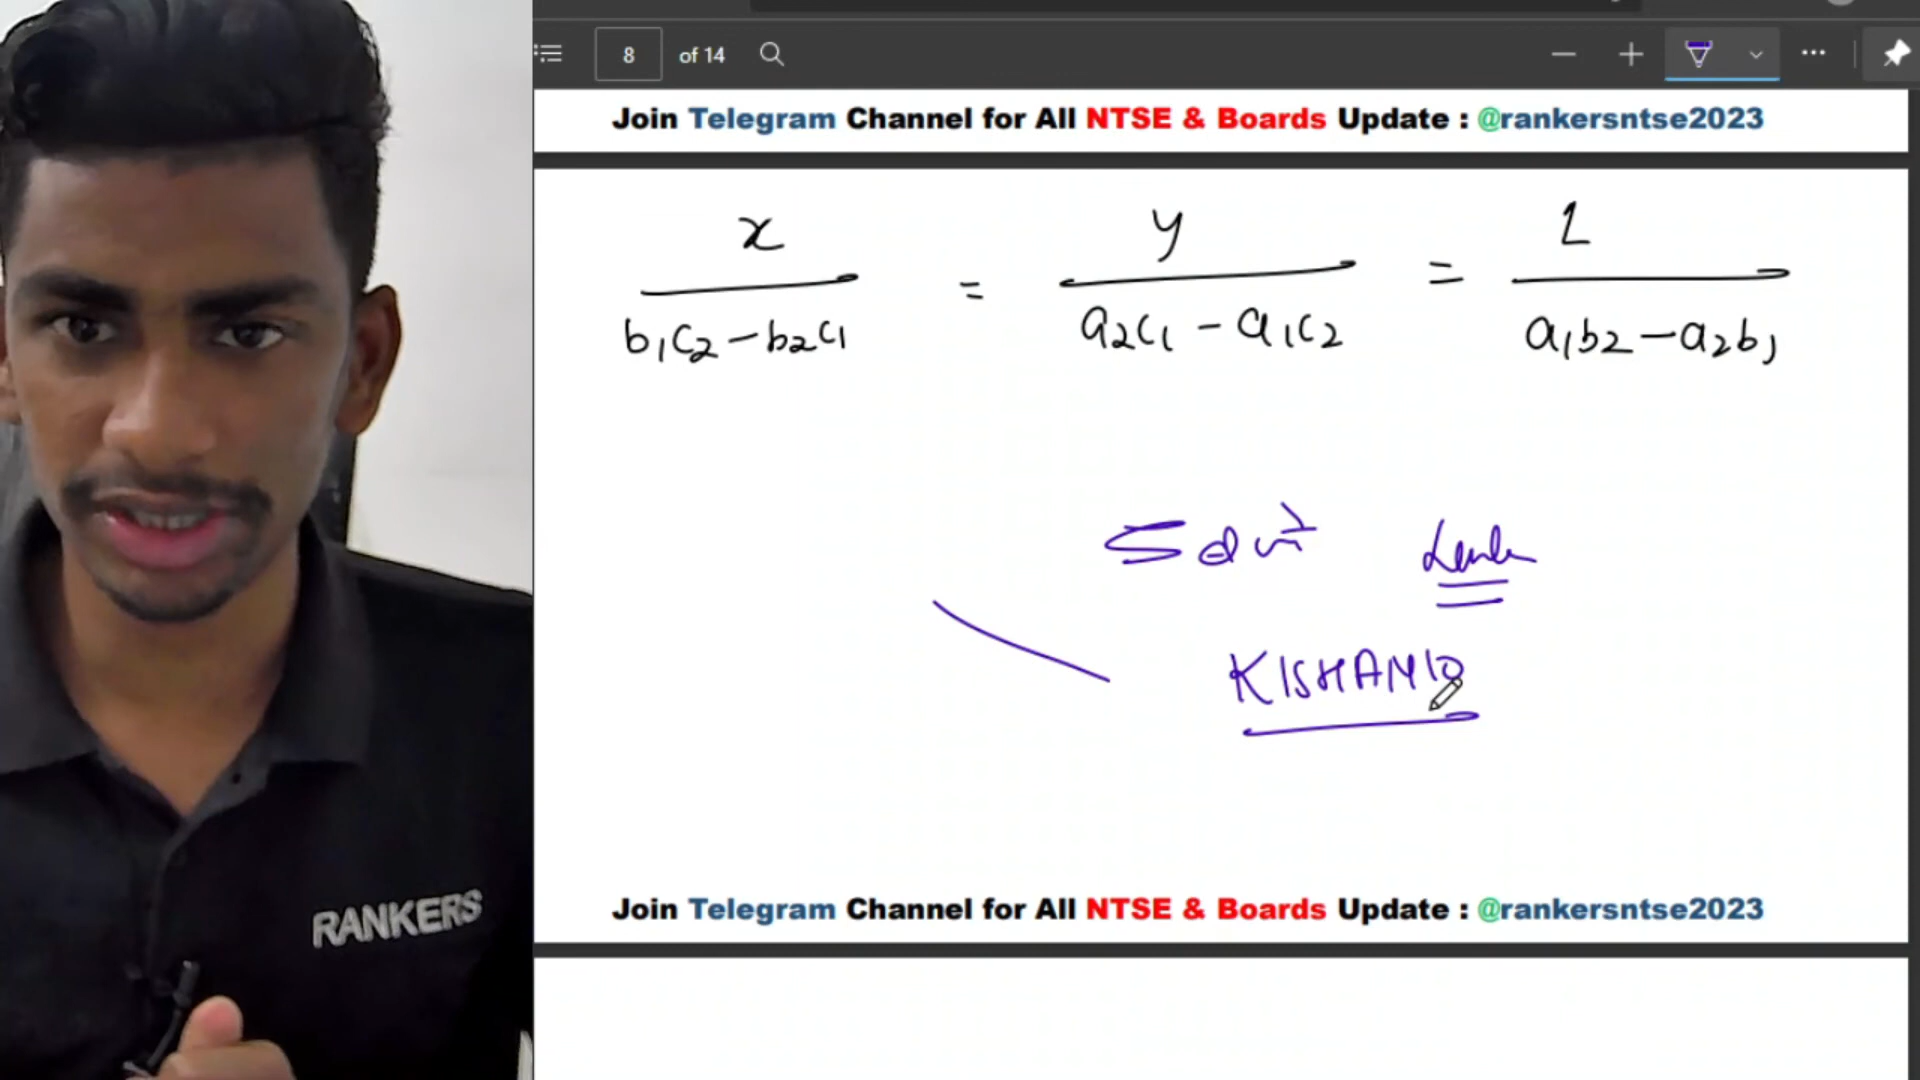 8 of 14
Join Telegram Channel for All NTSE & Boards Update : @rankersntse2023
x = y = 1
b₁c₂-b₂c₁ a₂c₁-a₁c₂ a₁b₂-a₂b₁
KISHAN10
RANKERS
Join Telegram Channel for All NTSE & Boards Update : @rankersntse2023